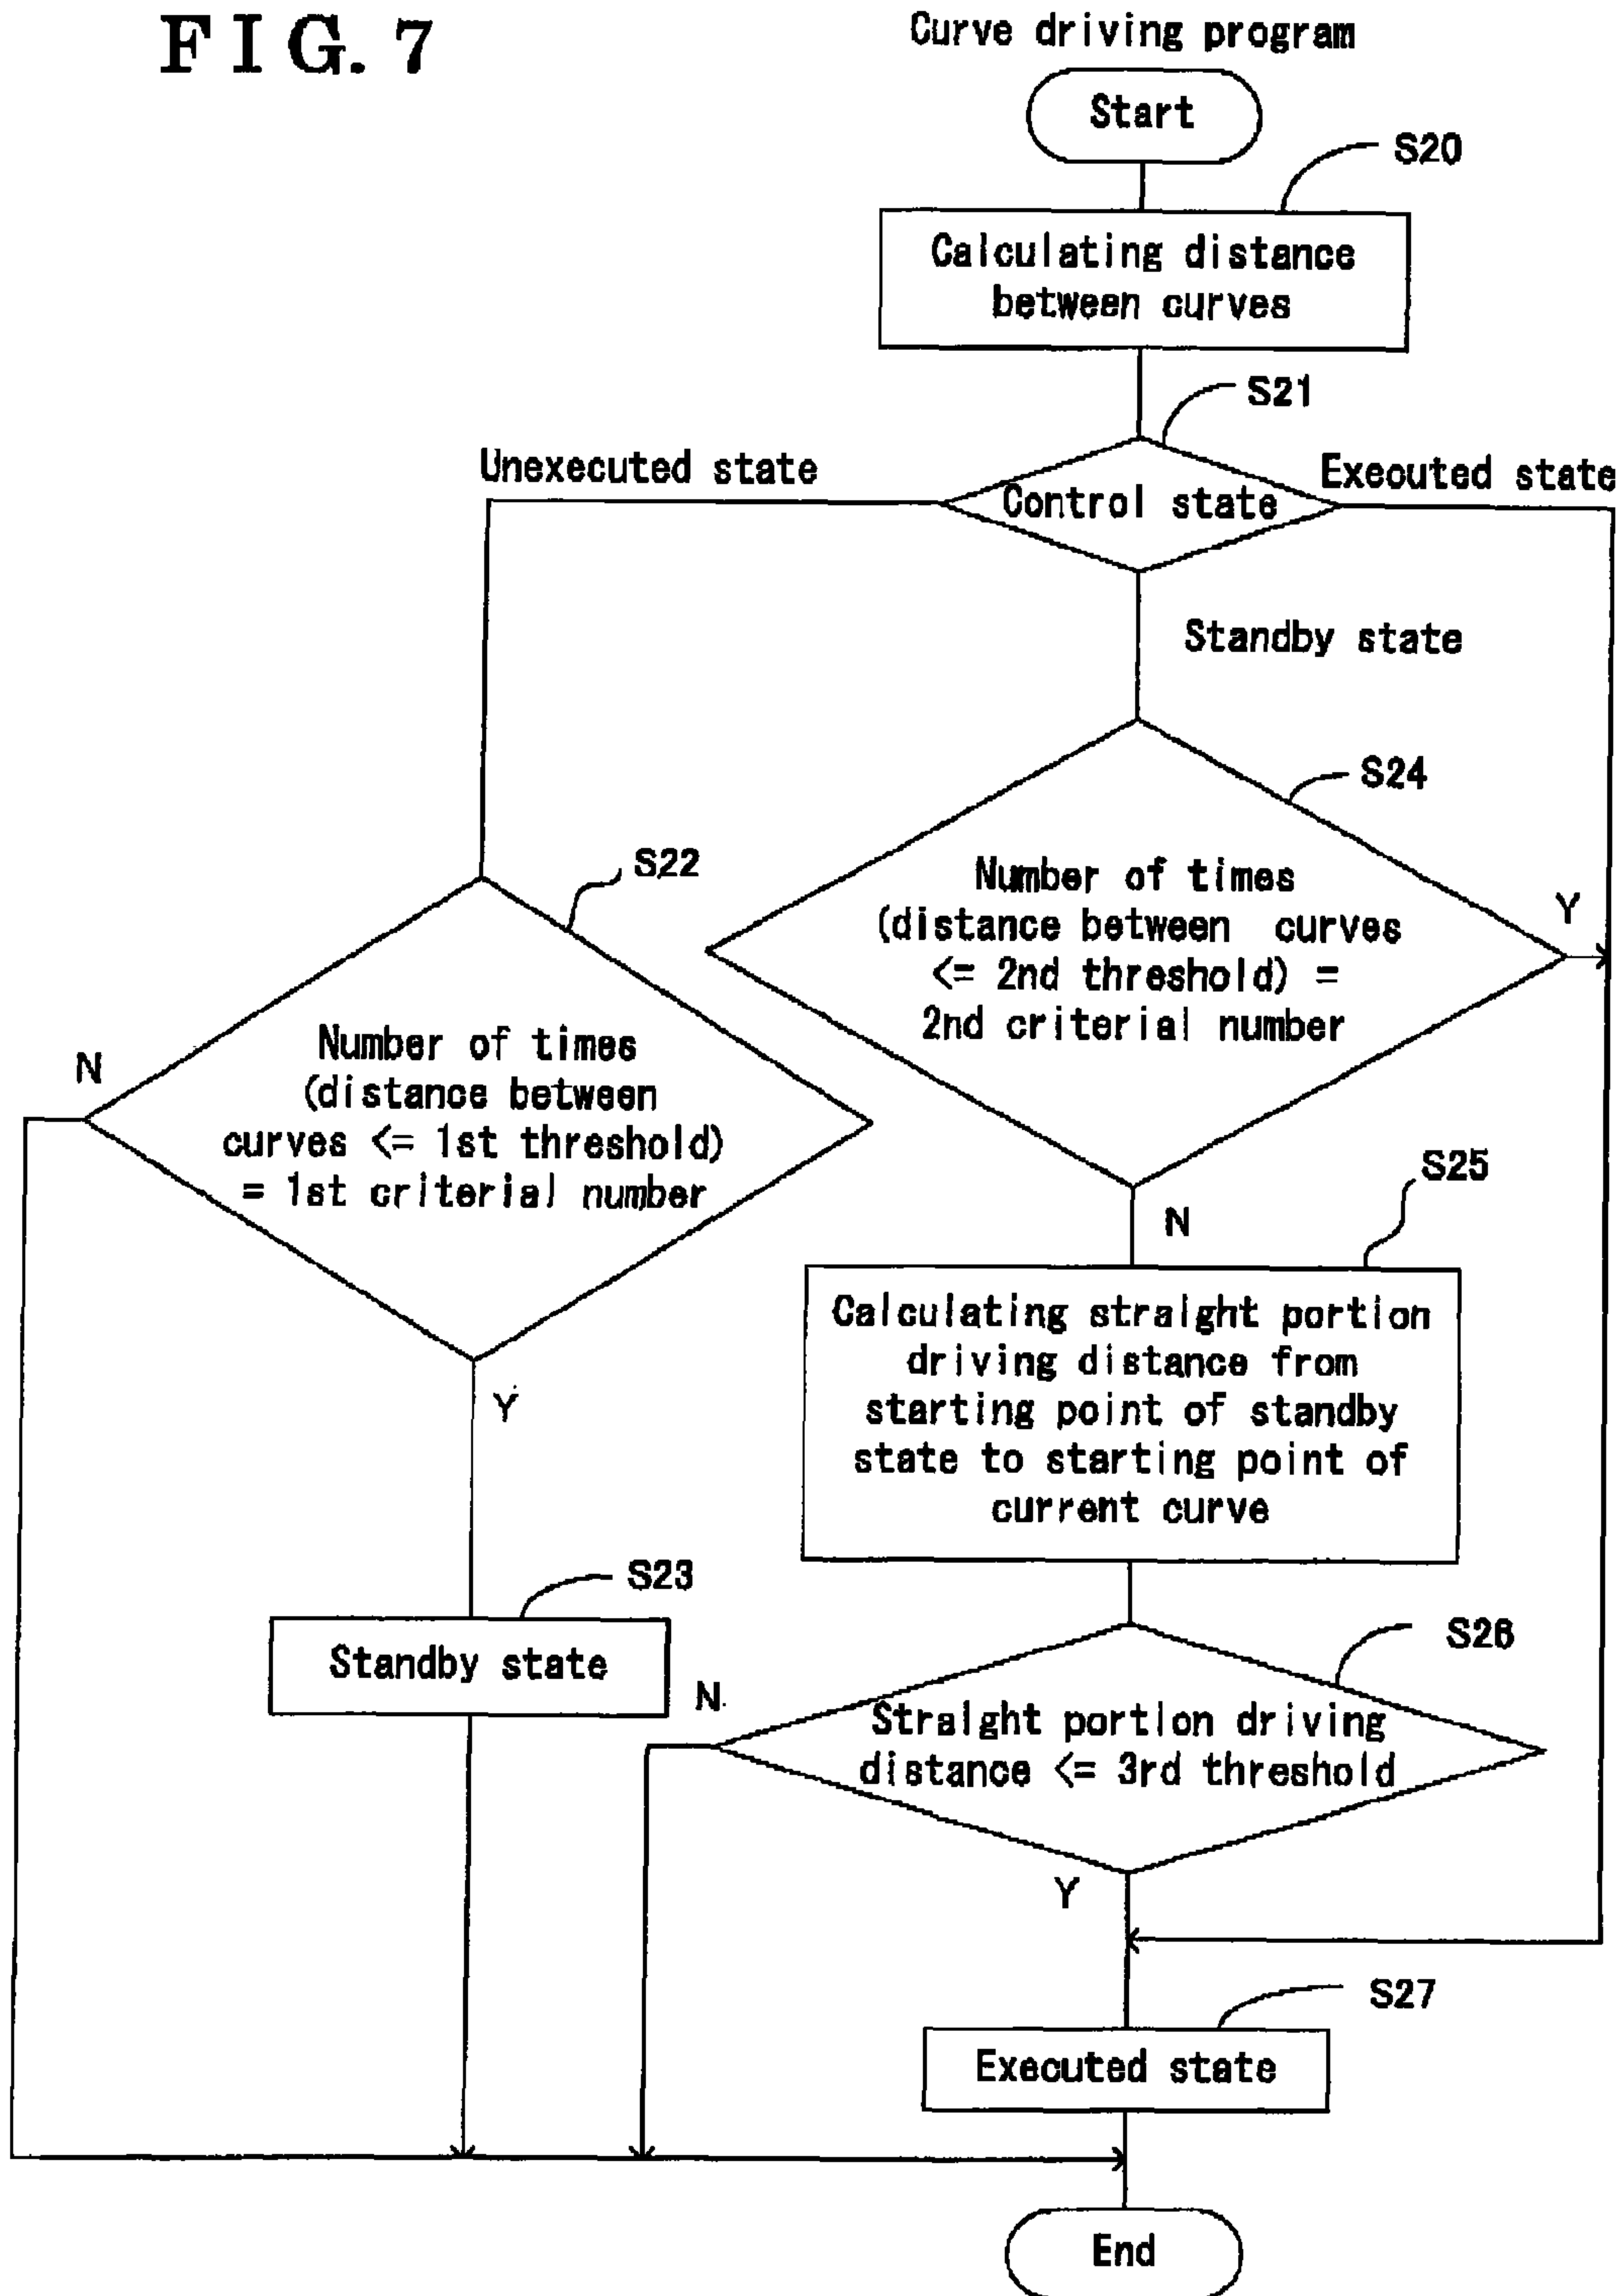 FIG. 7
Curve driving program
Start
S20
Calculating distance
between curves
S21
Unexecuted state
Control state
Executed state
Standby state
S24
Number of times
(distance between curves
<= 2nd threshold) =
2nd criterial number
Y
S22
Number of times
(distance between
curves <= 1st threshold)
= 1st criterial number
N
Y
N
S25
Calculating straight portion
driving distance from
starting point of standby
state to starting point of
current curve
S23
Standby state
S26
N
Straight portion driving
distance <= 3rd threshold
Y
S27
Executed state
End